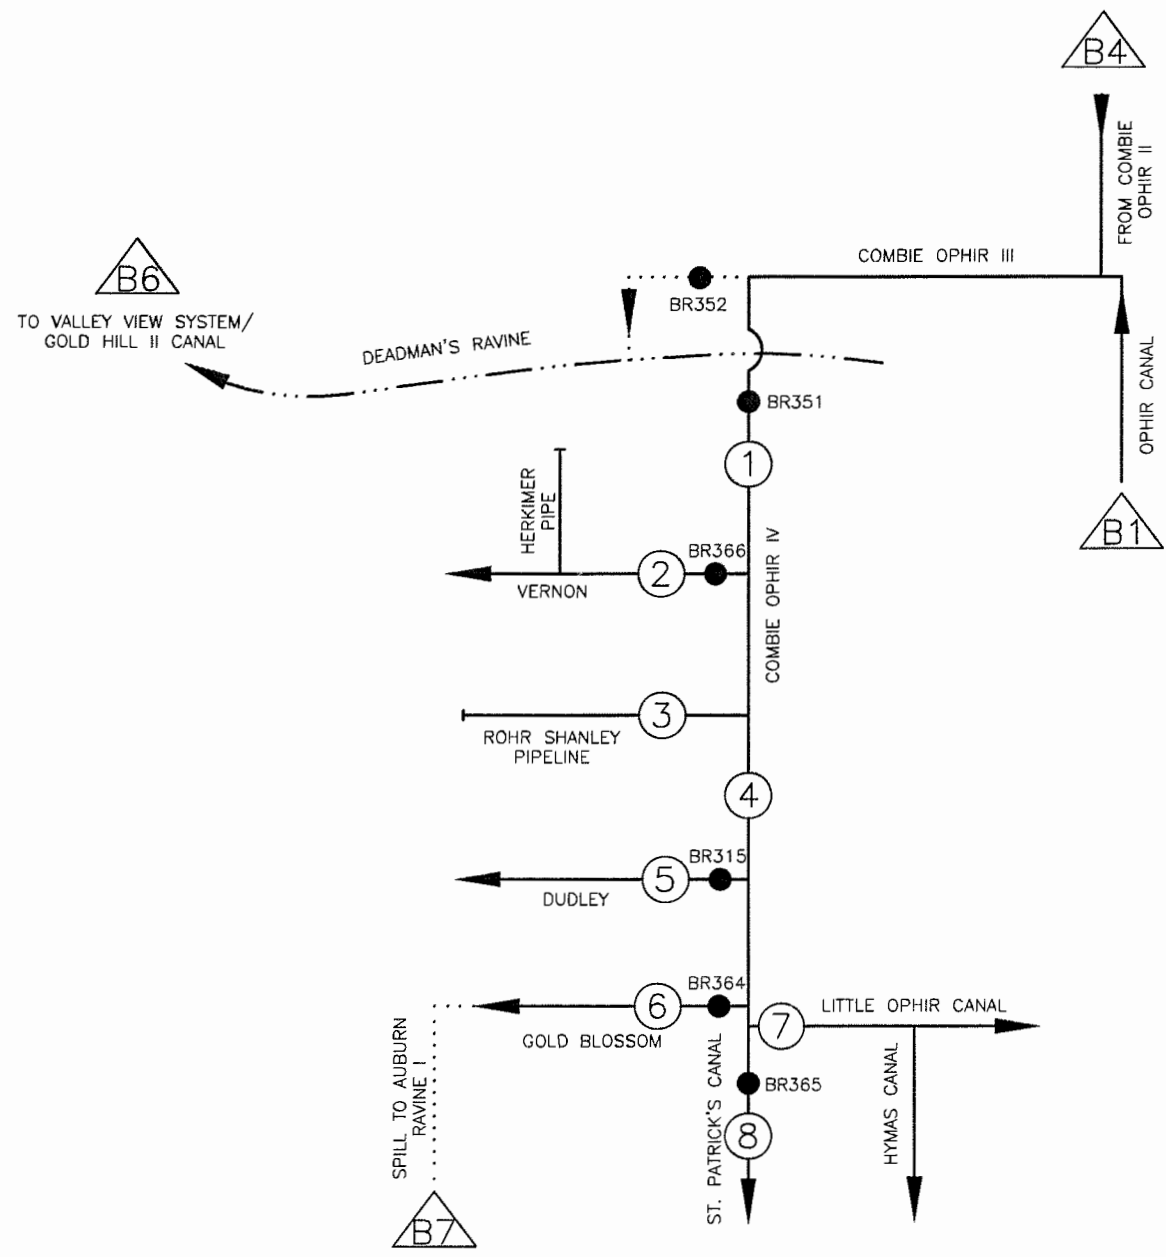 B4
FROM COMBIE
OPHIR II
COMBIE OPHIR III
B6
TO VALLEY VIEW SYSTEM/
GOLD HILL II CANAL
BR352
DEADMAN'S RAVINE
OPHIR CANAL
B1
BR351
1
HERKIMER
PIPE
BR366
2
VERNON
COMBIE OPHIR IV
3
ROHR SHANLEY
PIPELINE
4
BR315
5
DUDLEY
BR364
6
GOLD BLOSSOM
7
LITTLE OPHIR CANAL
SPILL TO AUBURN
RAVINE I
ST. PATRICK'S CANAL
BR365
HYMAS CANAL
8
B7